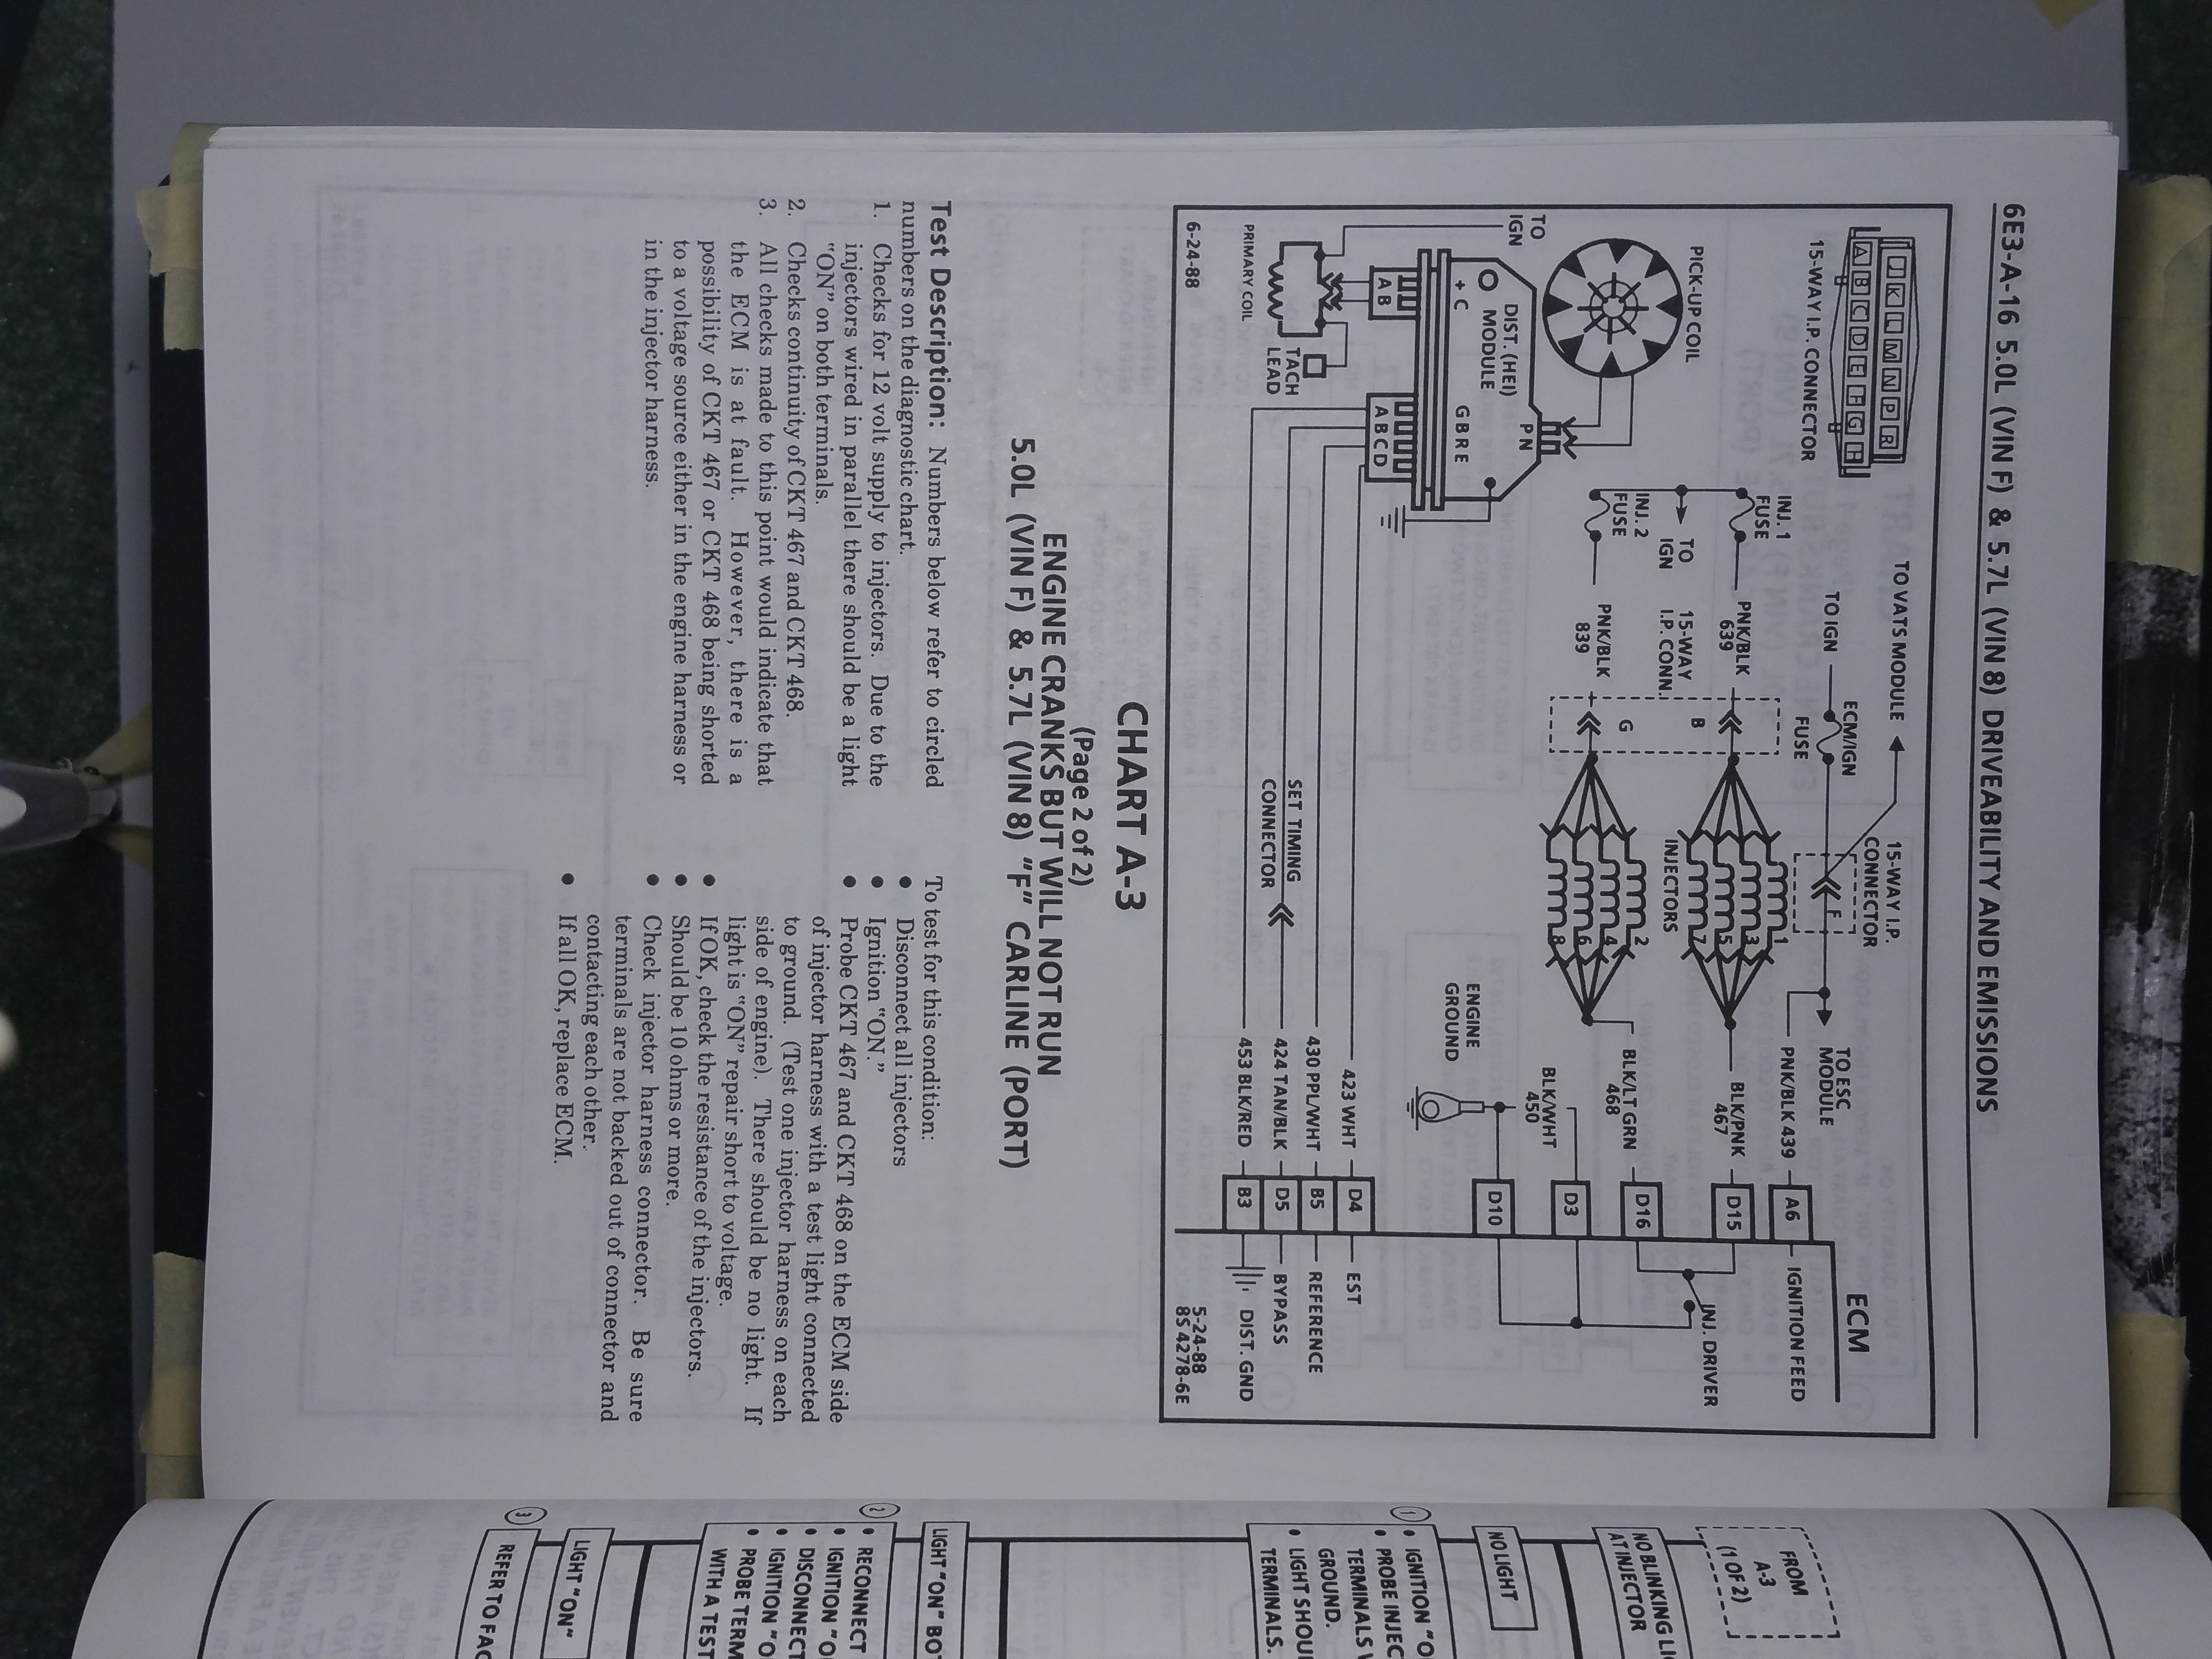 6E3-A-16 5.0L (VIN F) & 5.7L (VIN 8) DRIVEABILITY AND EMISSIONS
J K L M N P R
A B C D E F G H
15-WAY I.P. CONNECTOR
TO VATS MODULE
15-WAY I.P.
CONNECTOR
ECM
TO IGN
ECM/IGN
FUSE
F
TO ESC
MODULE
PNK/BLK 439
A6
IGNITION FEED
PICK-UP COIL
INJ. 1
FUSE
PNK/BLK
639
TO
IGN
15-WAY
I.P. CONN.
B
G
1
3
5
7
INJECTORS
BLK/PNK
467
D15
INJ. DRIVER
INJ. 2
FUSE
PNK/BLK
839
2
4
6
8
BLK/LT GRN
468
D16
BLK/WHT
450
D3
ENGINE
GROUND
D10
TO
IGN
DIST. (HEI)
MODULE
P N
+ C
G B R E
A B
A B C D
TACH
LEAD
PRIMARY COIL
423 WHT
D4
EST
430 PPL/WHT
B5
REFERENCE
SET TIMING
CONNECTOR
424 TAN/BLK
D5
BYPASS
453 BLK/RED
B3
DIST. GND
6-24-88
5-24-88
8S 4278-6E
CHART A-3
(Page 2 of 2)
ENGINE CRANKS BUT WILL NOT RUN
5.0L (VIN F) & 5.7L (VIN 8) "F" CARLINE (PORT)
Test Description: Numbers below refer to circled
numbers on the diagnostic chart.
1. Checks for 12 volt supply to injectors. Due to the
injectors wired in parallel there should be a light
"ON" on both terminals.
2. Checks continuity of CKT 467 and CKT 468.
3. All checks made to this point would indicate that
the ECM is at fault. However, there is a
possibility of CKT 467 or CKT 468 being shorted
to a voltage source either in the engine harness or
in the injector harness.
To test for this condition:
• Disconnect all injectors
• Ignition "ON."
• Probe CKT 467 and CKT 468 on the ECM side
of injector harness with a test light connected
to ground. (Test one injector harness on each
side of engine). There should be no light. If
light is "ON" repair short to voltage.
• If OK, check the resistance of the injectors.
• Should be 10 ohms or more.
• Check injector harness connector. Be sure
terminals are not backed out of connector and
contacting each other.
• If all OK, replace ECM.
FROM
A-3
(1 OF 2)
NO BLINKING
AT INJECTOR
NO LIGHT
1
• IGNITION
• PROBE
TERMINALS
GROUND.
• LIGHT
TERMINALS.
LIGHT "ON"
2
• RECONNECT
• IGNITION
• DISCONNECT
• IGNITION
• PROBE
WITH A TEST
LIGHT "ON"
3
REFER TO